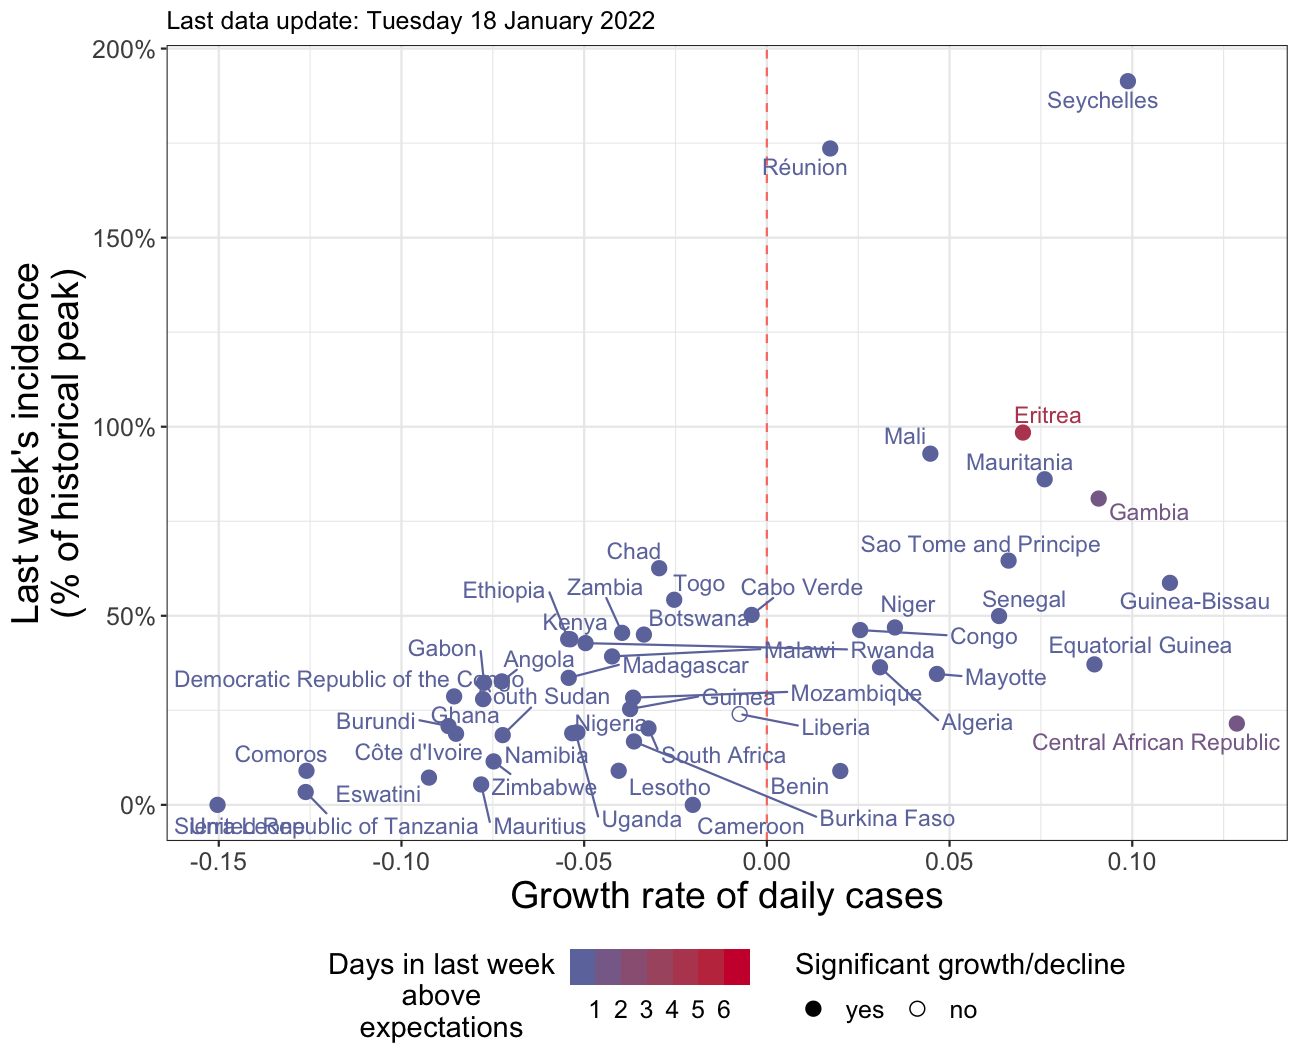 Last data update: Tuesday 18 January 2022
200%
Seychelles
Réunion
150%
Last week's incidence
(% of historical peak)
100%
Eritrea
Mali
Mauritania
Gambia
Sao Tome and Principe
Chad
Togo
Ethiopia
Zambia
Cabo Verde
Guinea-Bissau
Senegal
Niger
50%
Kenya
Botswana
Congo
Equatorial Guinea
Gabon
Angola
Malawi
Rwanda
Madagascar
Mayotte
Democratic Republic of the Congo
South Sudan
Guinea
Mozambique
Ghana
Burundi
Nigeria
Liberia
Algeria
Central African Republic
Comoros
Côte d'Ivoire
Namibia
South Africa
Eswatini
Zimbabwe
Lesotho
Benin
0%
Sierra Leone
United Republic of Tanzania
Mauritius
Uganda
Cameroon
Burkina Faso
-0.15
-0.10
-0.05
0.00
0.05
0.10
Growth rate of daily cases
Days in last week
above
expectations
1 2 3 4 5 6
Significant growth/decline
yes
no